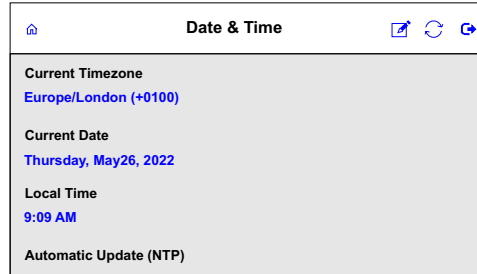 Date & Time
Current Timezone
Europe/London (+0100)
Current Date
Thursday, May26, 2022
Local Time
9:09 AM
Automatic Update (NTP)